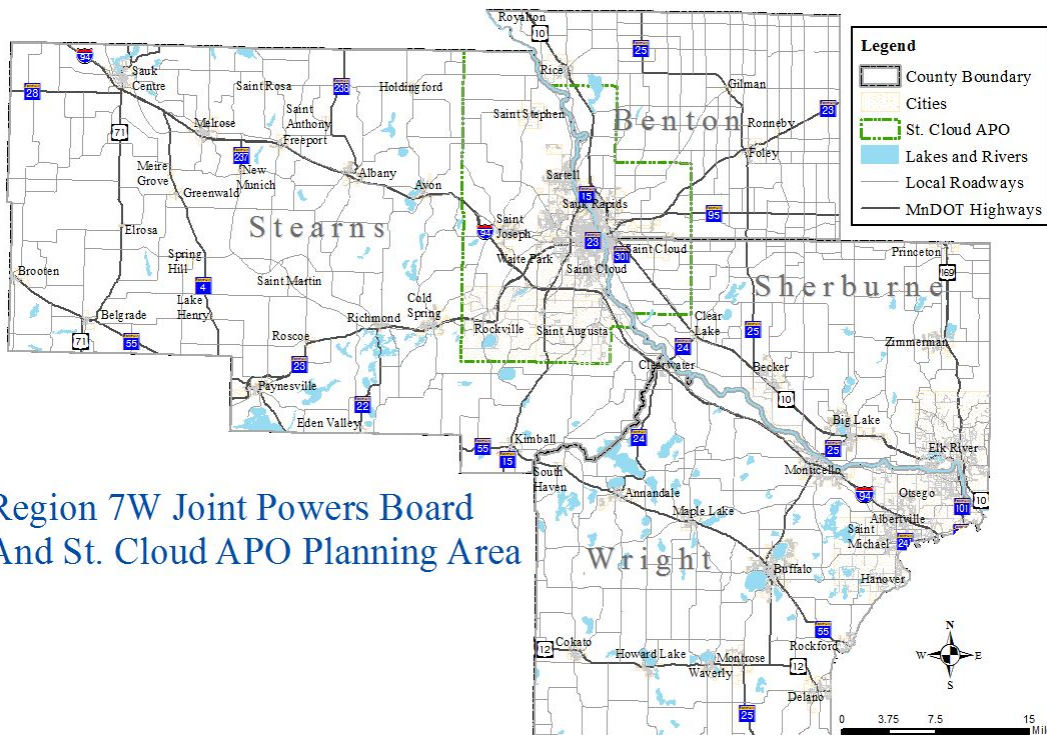 Royalton
10
25
94
Rice
Legend
Sauk
Centre
Saint Rosa
238
Holdingford
Gilman
County Boundary
28
Cities
Saint
Anthony
Saint Stephen
Benton
Ronneby
23
71
Melrose
Freeport
St. Cloud APO
237
Foley
Lakes and Rivers
Meire
Grove
New
Munich
Albany
Sartell
Local Roadways
Greenwald
Avon
15
Sauk Rapids
95
MnDOT Highways
Stearns
Saint
Joseph
94
Elrosa
23
Saint Cloud
Waite Park
301
Princeton
Spring
Hill
Saint Cloud
Brooten
Saint Martin
Sherburne
169
4
Lake
Henry
Cold
Spring
Belgrade
Richmond
Rockville
Saint Augusta
Clear
Lake
25
71
55
Roscoe
24
Zimmerman
23
Clearwater
Becker
Paynesville
22
10
Eden Valley
Big Lake
55
Kimball
24
25
Elk River
15
South
Haven
Monticello
Annandale
94
Otsego
10
Region 7W Joint Powers Board
And St. Cloud APO Planning Area
Maple Lake
Albertville
101
Saint
Michael
24
Wright
Buffalo
Hanover
55
N
12
Cokato
Rockford
W
E
Howard Lake
Montrose
12
Waverly
S
Delano
25
0
3.75
7.5
15